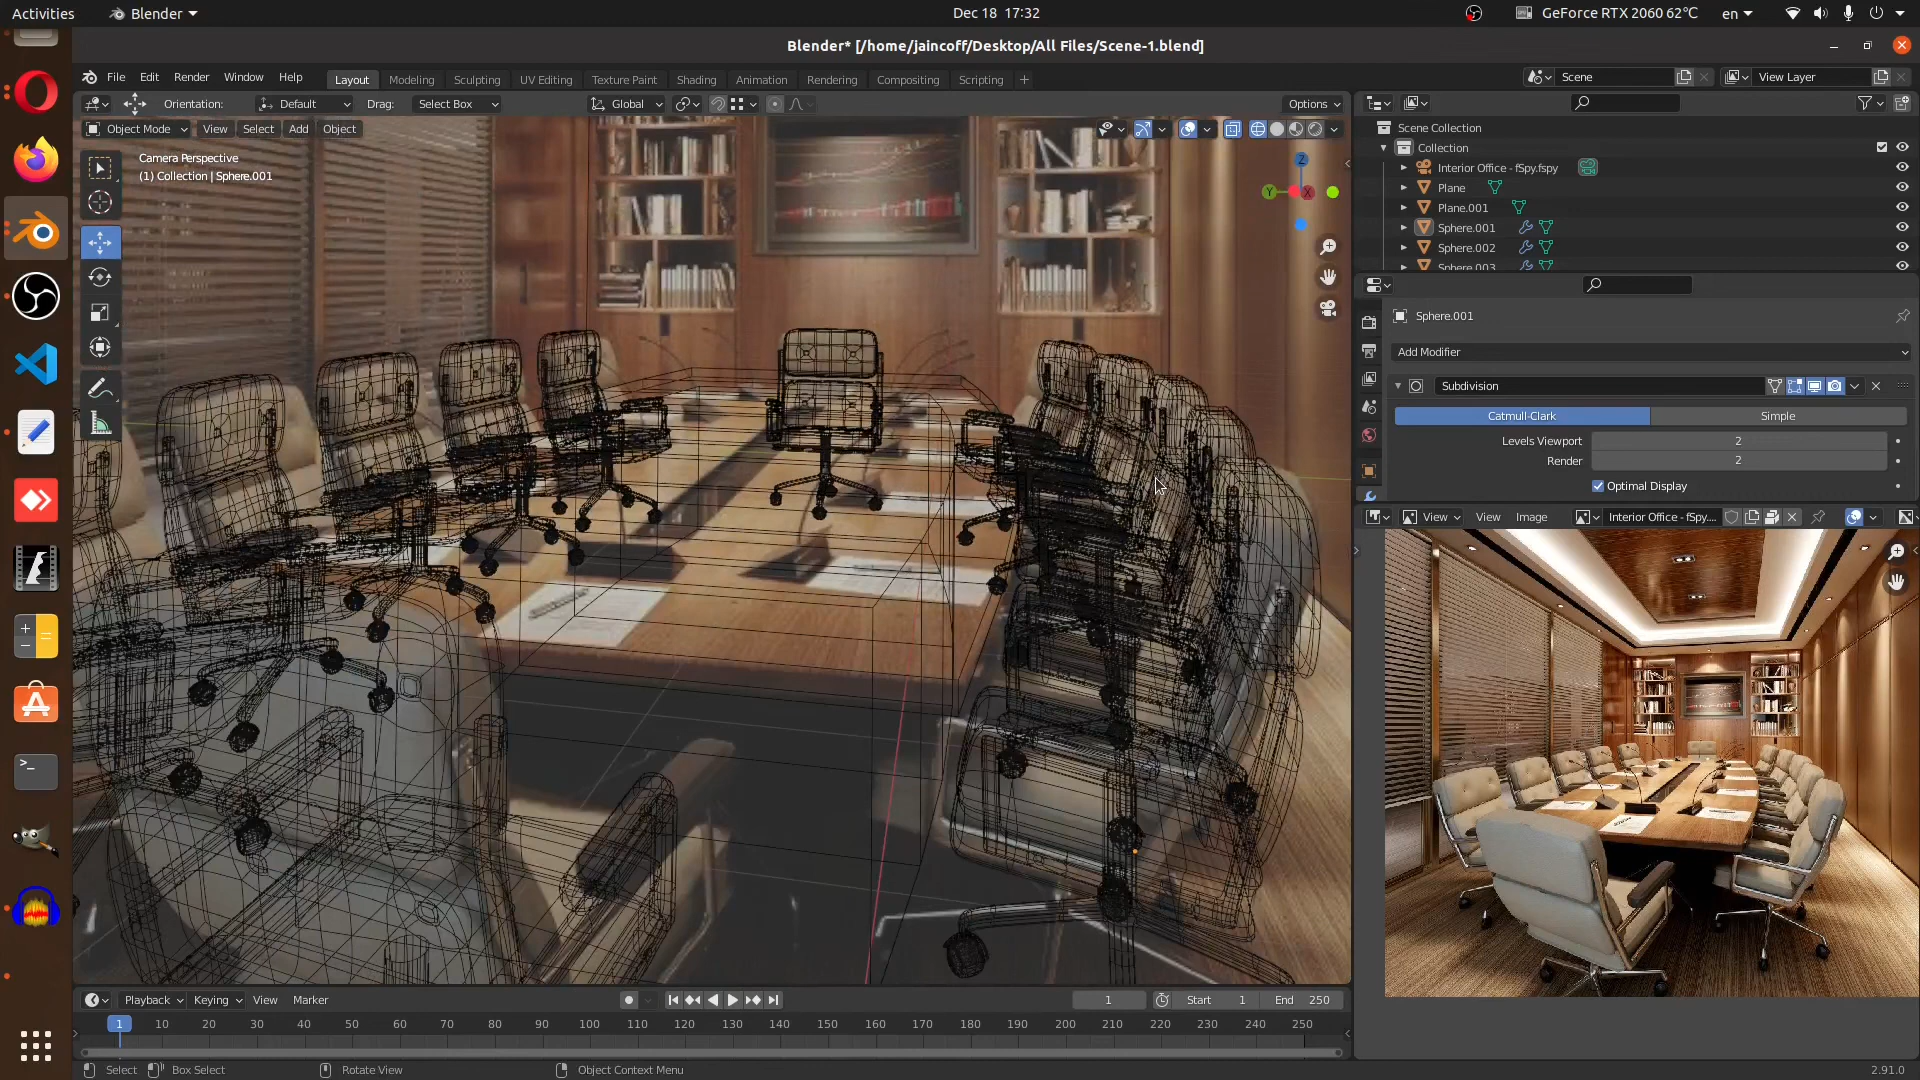 Activities
Blender
Dec 18 17:32
GeForce RTX 2060 62°C
en
Blender* [/home/jaincoff/Desktop/All Files/Scene-1.blend]
File Edit Render Window Help
Layout Modeling Sculpting UV Editing Texture Paint Shading Animation Rendering Compositing Scripting +
Scene
View Layer
Orientation: Default Drag: Select Box
Global
Options
Object Mode View Select Add Object
Camera Perspective
(1) Collection | Sphere.001
Z
Y
X
Scene Collection
Collection
Interior Office - fSpy.fspy
Plane
Plane.001
Sphere.001
Sphere.002
Sphere.003
Sphere.001
Add Modifier
Subdivision
Catmull-Clark Simple
Levels Viewport 2
Render 2
Optimal Display
View View Image Interior Office - fSpy....
Playback Keying View Marker
1 Start 1 End 250
1 10 20 30 40 50 60 70 80 90 100 110 120 130 140 150 160 170 180 190 200 210 220 230 240 250
Select Box Select Rotate View Object Context Menu
2.91.0